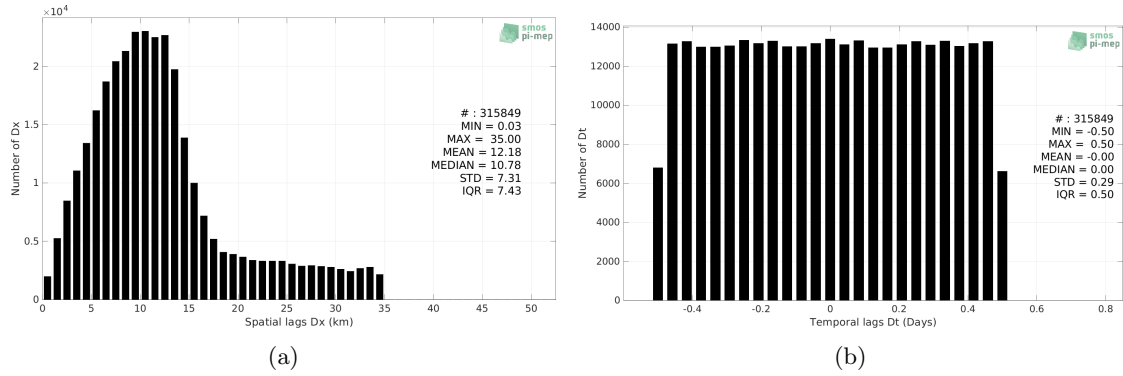 ×10⁴
2
1.5
1
0.5
0
Number of Dx
0 5 10 15 20 25 30 35 40 45 50
Spatial lags Dx (km)
smos
pi-mep
# : 315849
MIN = 0.03
MAX = 35.00
MEAN = 12.18
MEDIAN = 10.78
STD = 7.31
IQR = 7.43
(a)
14000
12000
10000
8000
6000
4000
2000
0
Number of Dt
-0.4 -0.2 0 0.2 0.4 0.6 0.8
Temporal lags Dt (Days)
smos
pi-mep
# : 315849
MIN = -0.50
MAX = 0.50
MEAN = -0.00
MEDIAN = 0.00
STD = 0.29
IQR = 0.50
(b)